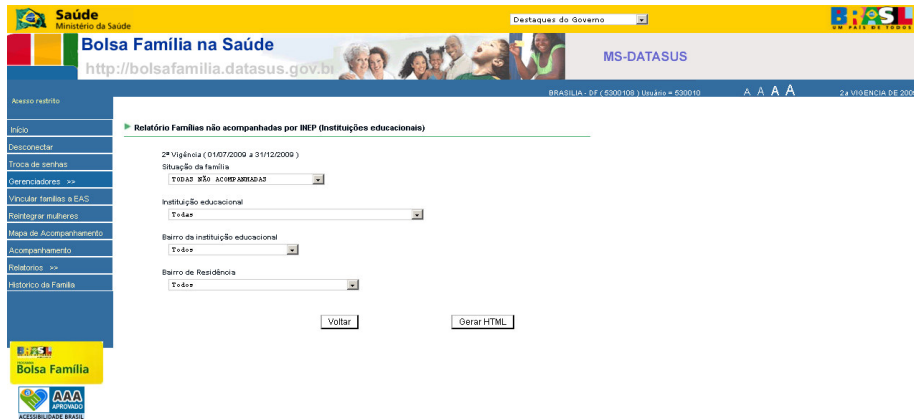 Saúde
Ministério da Saúde
Destaques do Governo
BRASIL
UM PAÍS DE TODOS
Bolsa Família na Saúde
http://bolsafamilia.datasus.gov.br
MS-DATASUS
BRASILIA - DF ( 5300108 ) Usuário = 530010
A A A A
2a VIGENCIA DE 2009
Acesso restrito
Início
Desconectar
Troca de senhas
Gerenciadores >>
Vincular familias a EAS
Reintegrar mulheres
Mapa de Acompanhamento
Acompanhamento
Relatorios >>
Historico da Familia
Relatório Famílias não acompanhadas por INEP (Instituições educacionais)
2ª Vigência ( 01/07/2009 a 31/12/2009 )
Situação da família
TODAS NÃO ACOMPANHADAS
Instituição educacional
Todas
Bairro da instituição educacional
Todos
Bairro de Residência
Todos
Voltar
Gerar HTML
BRASIL
Bolsa Família
AAA
APROVADO
ACESSIBILIDADE BRASIL